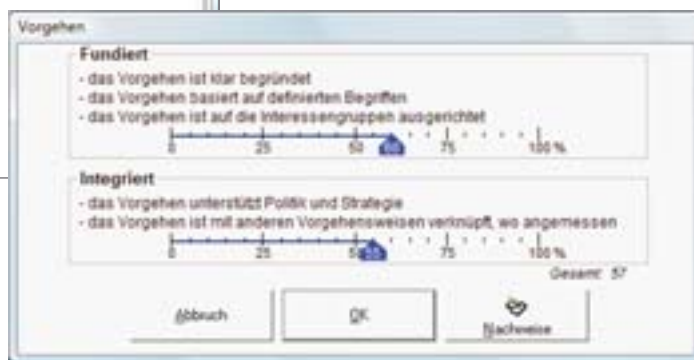 Vorgehen
Fundiert
- das Vorgehen ist klar begründet
- das Vorgehen basiert auf definierten Begriffen
- das Vorgehen ist auf die Interessengruppen ausgerichtet
0 25 50 60 75 100 %
Integriert
- das Vorgehen unterstützt Politik und Strategie
- das Vorgehen ist mit anderen Vorgehensweisen verknüpft, wo angemessen
0 25 55 75 100 %
Gesamt: 57
Abbruch OK Nachweise